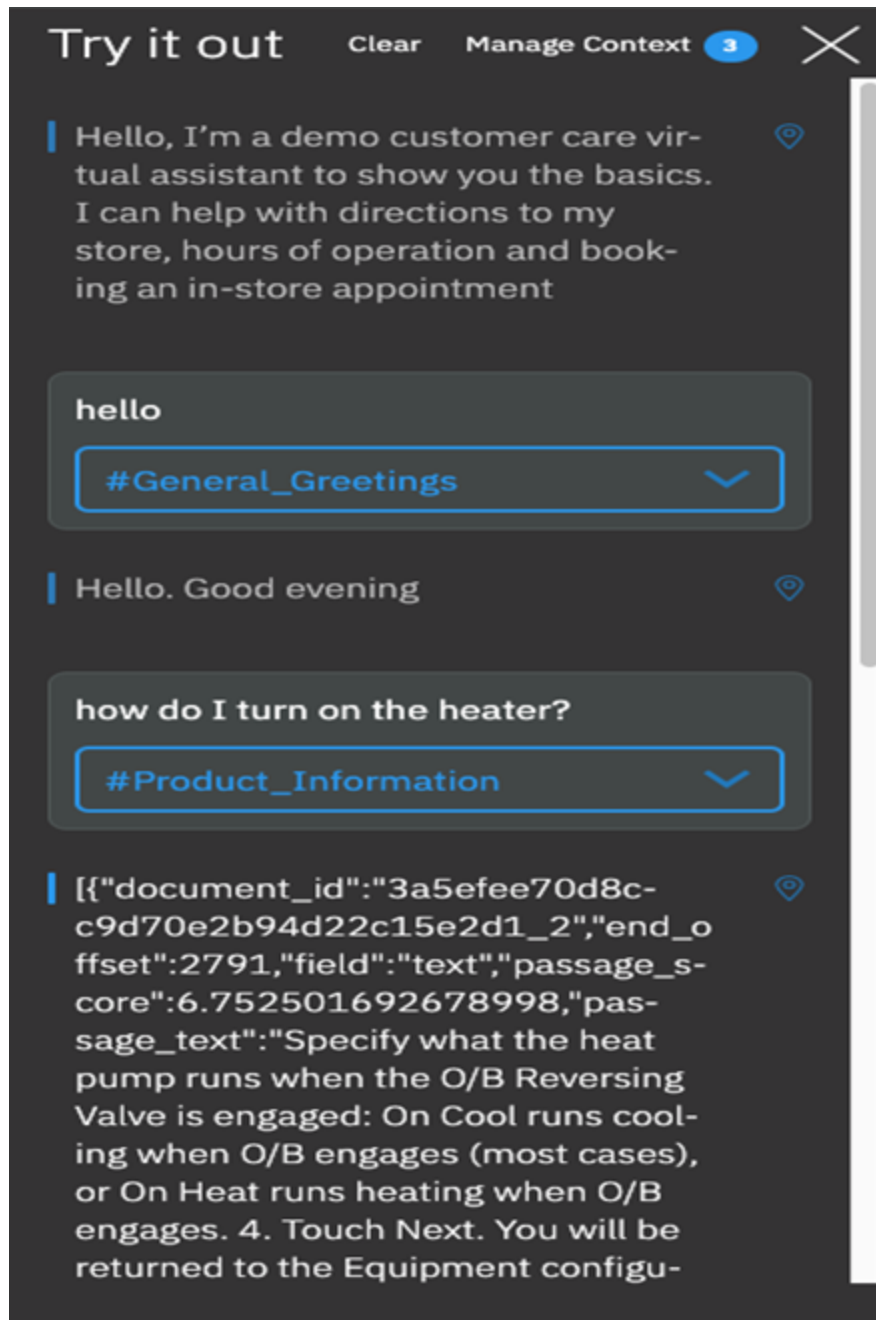 Try it out Clear Manage Context 3
Hello, I’m a demo customer care vir-
tual assistant to show you the basics.
I can help with directions to my
store, hours of operation and book-
ing an in-store appointment
hello
#General_Greetings
Hello. Good evening
how do I turn on the heater?
#Product_Information
[{"document_id":"3a5efee70d8c-
c9d70e2b94d22c15e2d1_2","end_o
ffset":2791,"field":"text","passage_s-
core":6.752501692678998,"pas-
sage_text":"Specify what the heat
pump runs when the O/B Reversing
Valve is engaged: On Cool runs cool-
ing when O/B engages (most cases),
or On Heat runs heating when O/B
engages. 4. Touch Next. You will be
returned to the Equipment configu-